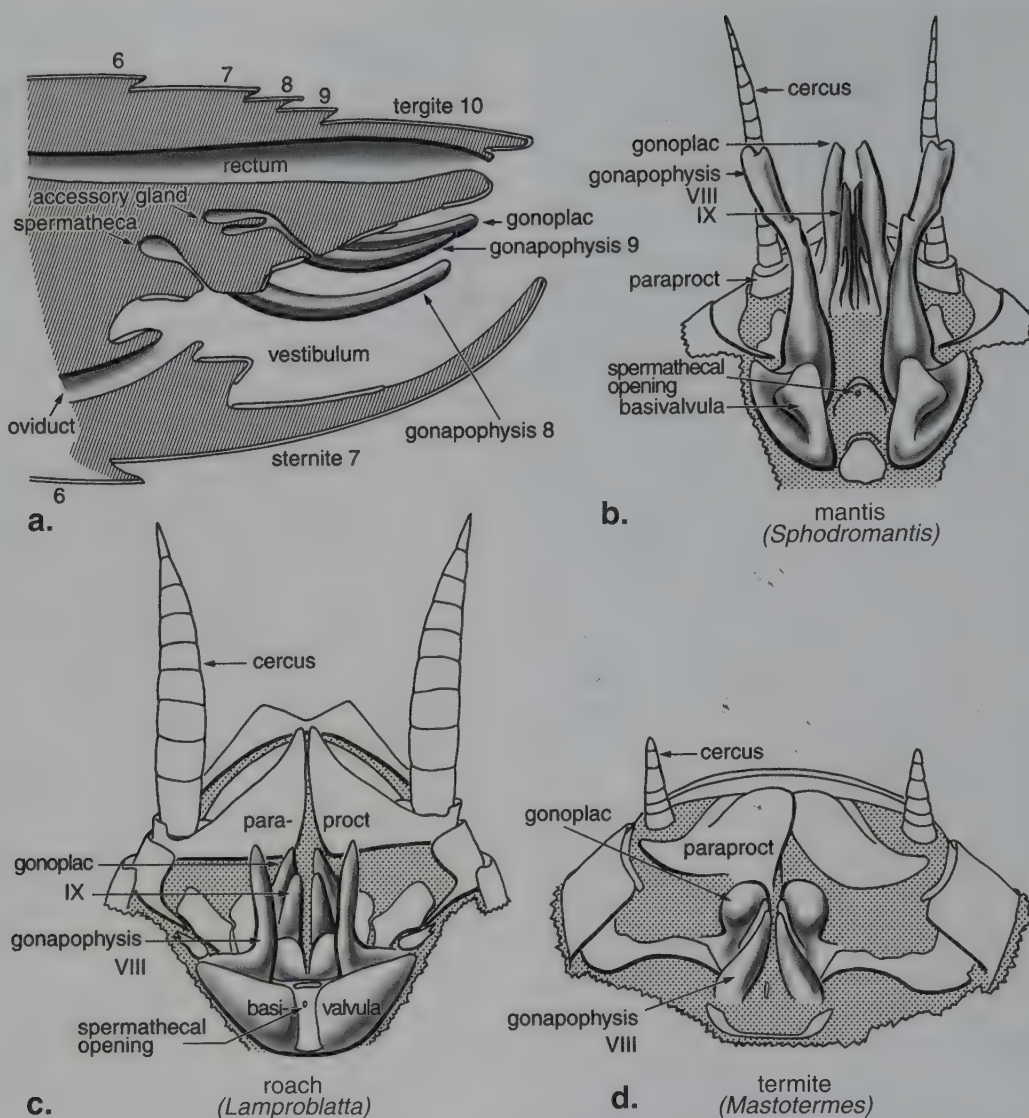 6
7
8
9
tergite 10
rectum
accessory gland
spermatheca
gonoplac
gonapophysis 9
vestibulum
oviduct
gonapophysis 8
sternite 7
6
a.
cercus
gonoplac
gonapophysis
VIII
IX
paraproct
spermathecal
opening
basivalvula
b.
mantis
(Sphodromantis)
cercus
para- proct
gonoplac
IX
gonapophysis
VIII
basi- valvula
spermathecal
opening
c.
roach
(Lamproblatta)
cercus
gonoplac
paraproct
gonapophysis
VIII
d.
termite
(Mastotermes)